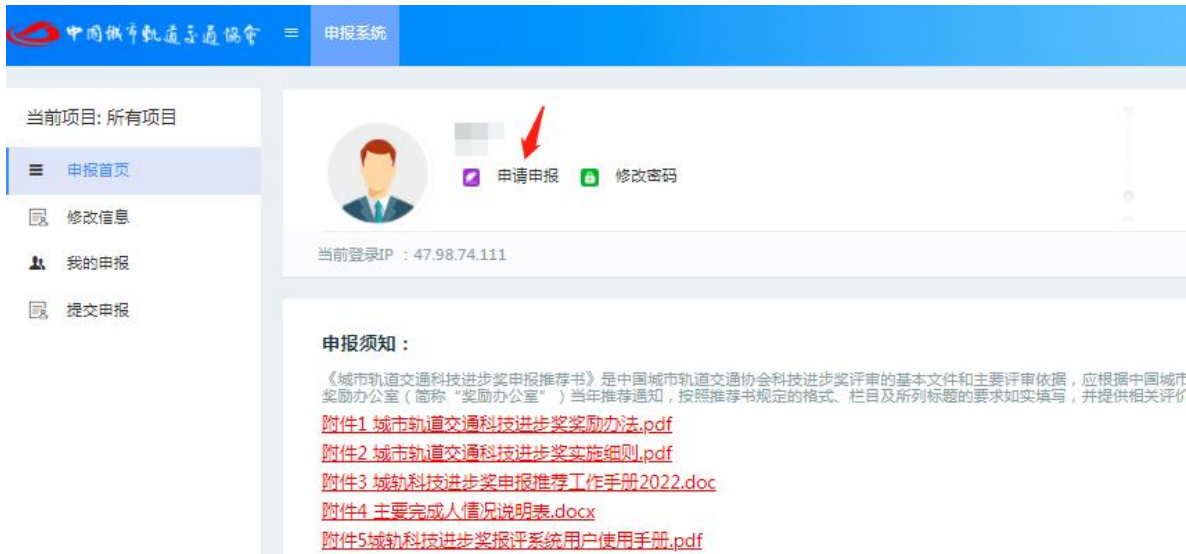 中国城市轨道交通协会
申报系统
当前项目: 所有项目
申报首页
修改信息
我的申报
提交申报
申请申报
修改密码
当前登录IP ：47.98.74.111
申报须知：
《城市轨道交通科技进步奖申报推荐书》是中国城市轨道交通协会科技进步奖评审的基本文件和主要评审依据，应根据中国城市
奖励办公室（简称“奖励办公室”）当年推荐通知，按照推荐书规定的格式、栏目及所列标题的要求如实填写，并提供相关评价
附件1 城市轨道交通科技进步奖奖励办法.pdf
附件2 城市轨道交通科技进步奖实施细则.pdf
附件3 城轨科技进步奖申报推荐工作手册2022.doc
附件4 主要完成人情况说明表.docx
附件5城轨科技进步奖报评系统用户使用手册.pdf